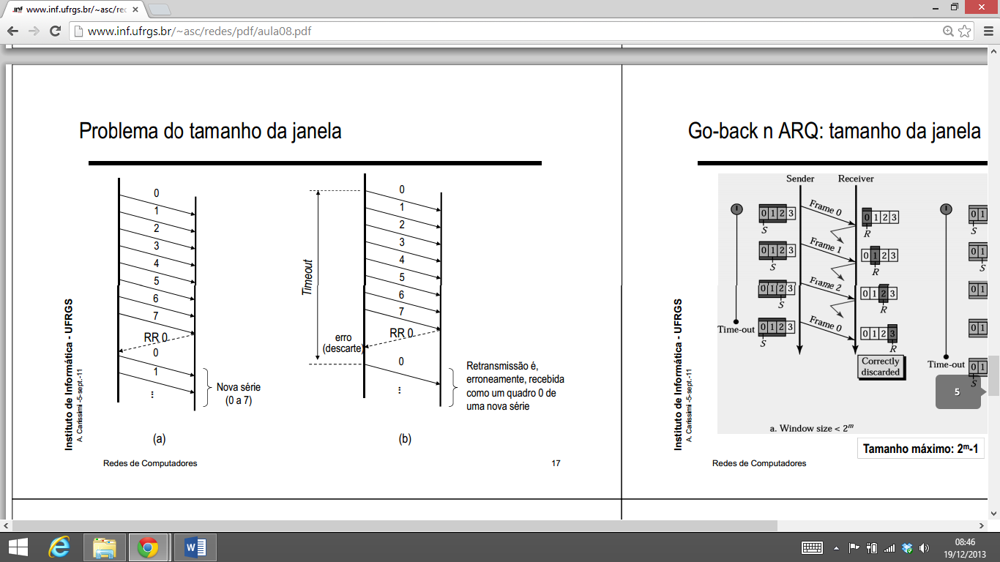 .inf www.inf.ufrgs.br/~asc/rec
www.inf.ufrgs.br/~asc/redes/pdf/aula08.pdf
Problema do tamanho da janela
0
1
2
3
4
5
6
7
RR 0
0
1
...
Nova série
(0 a 7)
(a)
Timeout
0
1
2
3
4
5
6
7
erro
(descarte)
RR 0
0
...
Retransmissão é,
erroneamente, recebida
como um quadro 0 de
uma nova série
(b)
Instituto de Informática - UFRGS
A. Carissimi -5-sept.-11
Redes de Computadores
17
Go-back n ARQ: tamanho da janela
Sender Receiver
0 1 2 3
S
Frame 0
0 1 2 3
R
0 1 2 3
S
Frame 1
0 1 2 3
R
0 1 2 3
S
Frame 2
0 1 2 3
R
Time-out
0 1 2 3
S
Frame 0
0 1 2 3
R
Correctly
discarded
0 1
S
0 1
S
0 1
0 1
Time-out
0 1
S
5
a. Window size < 2^m
Tamanho máximo: 2^m-1
Instituto de Informática - UFRGS
A. Carissimi -5-sept.-11
Redes de Computadores
08:46
19/12/2013